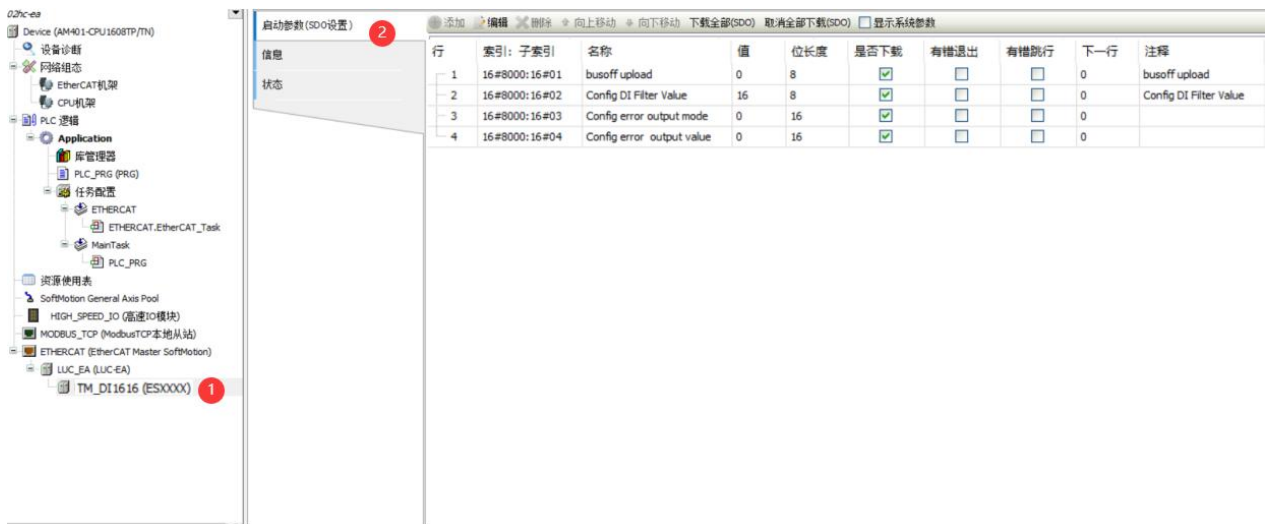 02hc-ea
Device (AM401-CPU1608TP/TN)
设备诊断
网络组态
EtherCAT机架
CPU机架
PLC 逻辑
Application
库管理器
PLC_PRG (PRG)
任务配置
ETHERCAT
ETHERCAT.EtherCAT_Task
MainTask
PLC_PRG
资源使用表
SoftMotion General Axis Pool
HIGH_SPEED_IO (高速IO模块)
MODBUS_TCP (ModbusTCP本地从站)
ETHERCAT (EtherCAT Master SoftMotion)
LUC_EA (LUC-EA)
TM_DI1616 (ESXXXX) 1
启动参数(SDO设置) 2
信息
状态
添加 编辑 删除 向上移动 向下移动 下载全部(SDO) 取消全部下载(SDO) 显示系统参数
行 索引: 子索引 名称 值 位长度 是否下载 有错退出 有错跳行 下一行 注释
1 16#8000:16#01 busoff upload 0 8 0 busoff upload
2 16#8000:16#02 Config DI Filter Value 16 8 0 Config DI Filter Value
3 16#8000:16#03 Config error output mode 0 16 0
4 16#8000:16#04 Config error output value 0 16 0